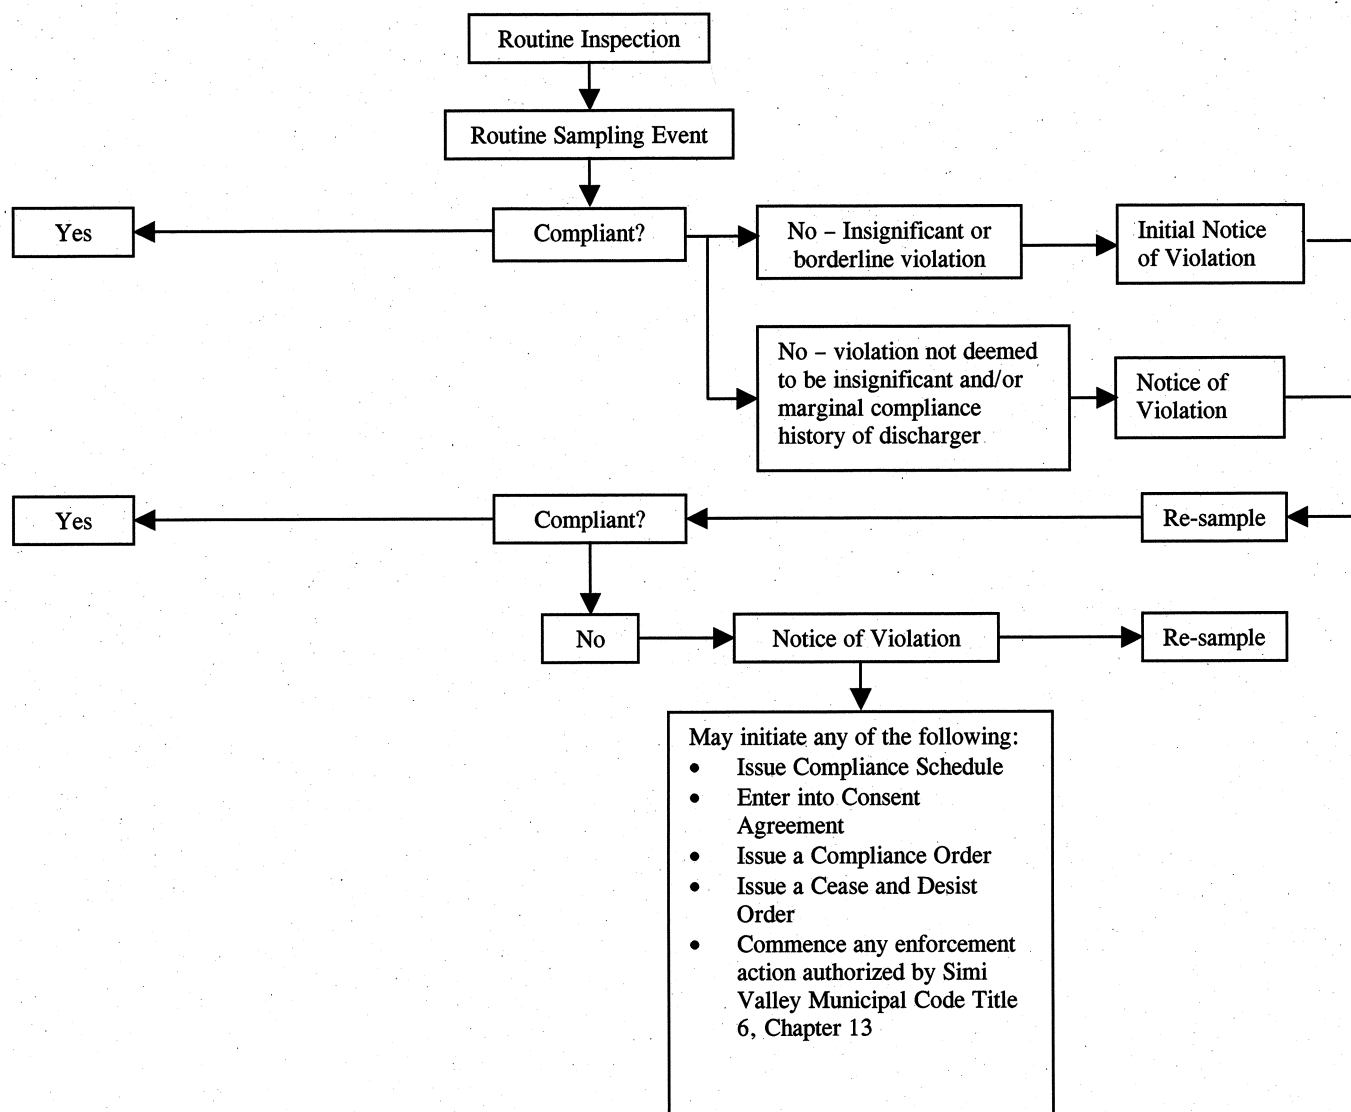 Routine Inspection
Routine Sampling Event
Yes
Compliant?
No – Insignificant or
borderline violation
Initial Notice
of Violation
No – violation not deemed
to be insignificant and/or
marginal compliance
history of discharger
Notice of
Violation
Yes
Compliant?
Re-sample
No
Notice of Violation
Re-sample
May initiate any of the following:
• Issue Compliance Schedule
• Enter into Consent
Agreement
• Issue a Compliance Order
• Issue a Cease and Desist
Order
• Commence any enforcement
action authorized by Simi
Valley Municipal Code Title
6, Chapter 13